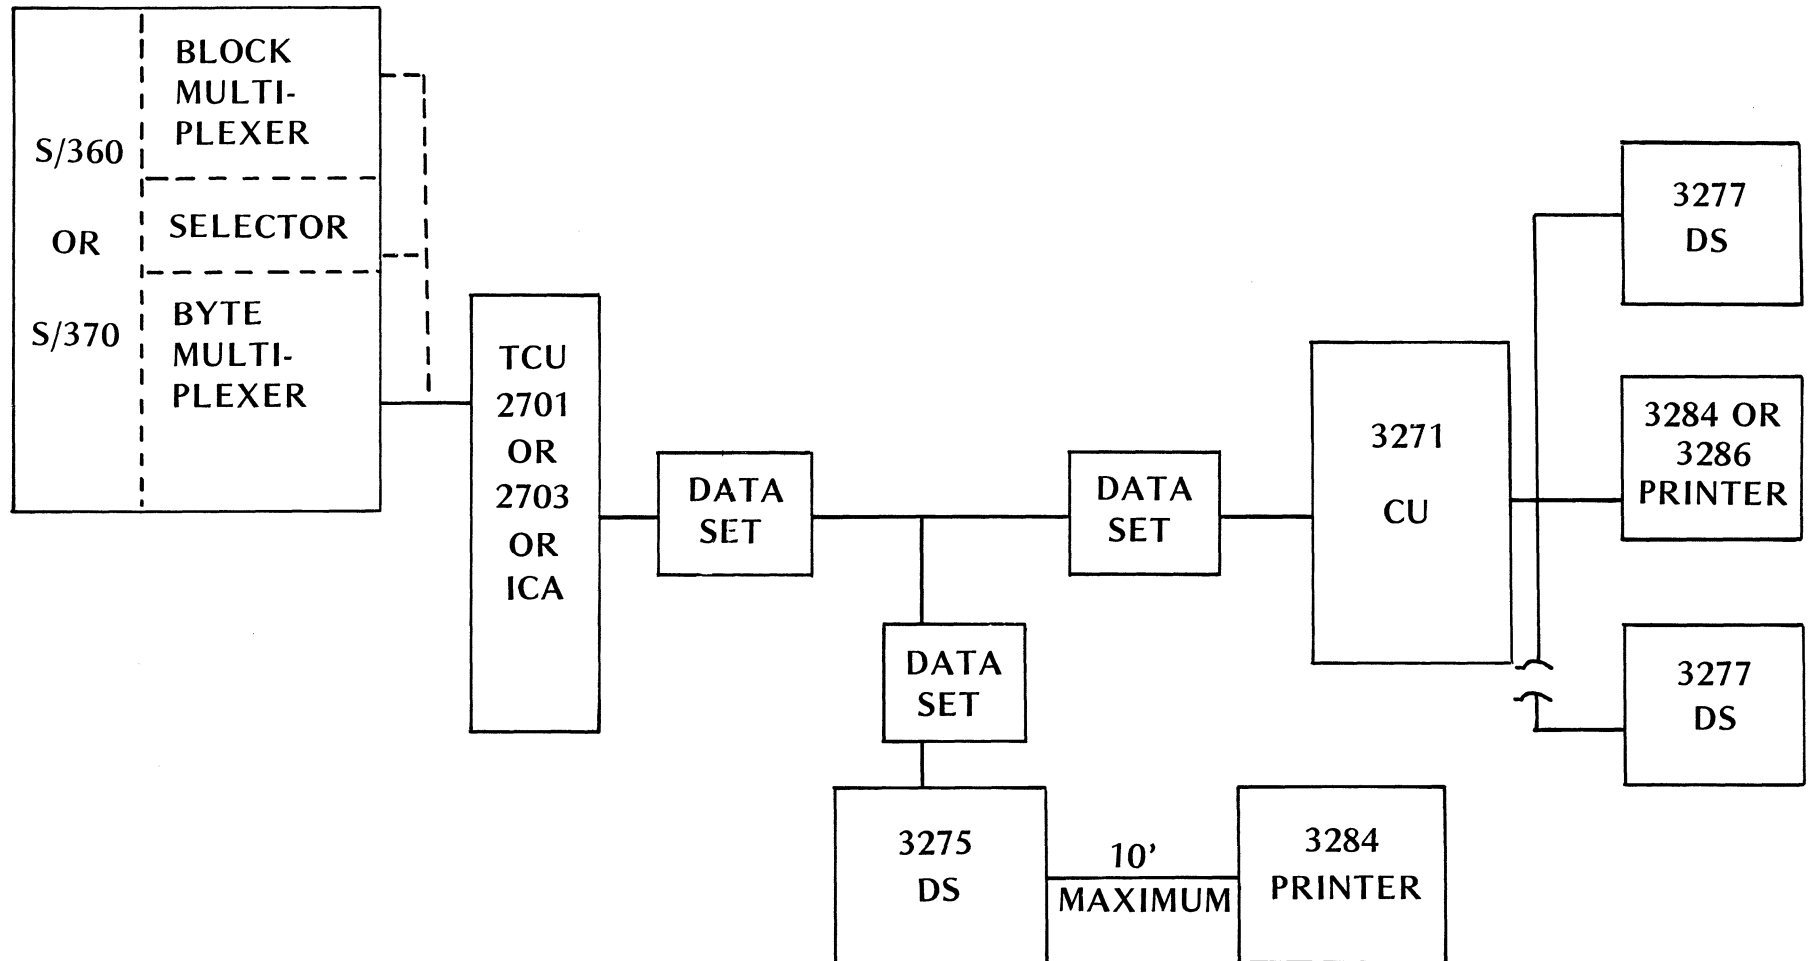 S/360
OR
S/370
BLOCK
MULTI-
PLEXER
SELECTOR
BYTE
MULTI-
PLEXER
TCU
2701
OR
2703
OR
ICA
DATA
SET
DATA
SET
DATA
SET
3271
CU
3277
DS
3284 OR
3286
PRINTER
3277
DS
3275
DS
10'
MAXIMUM
3284
PRINTER